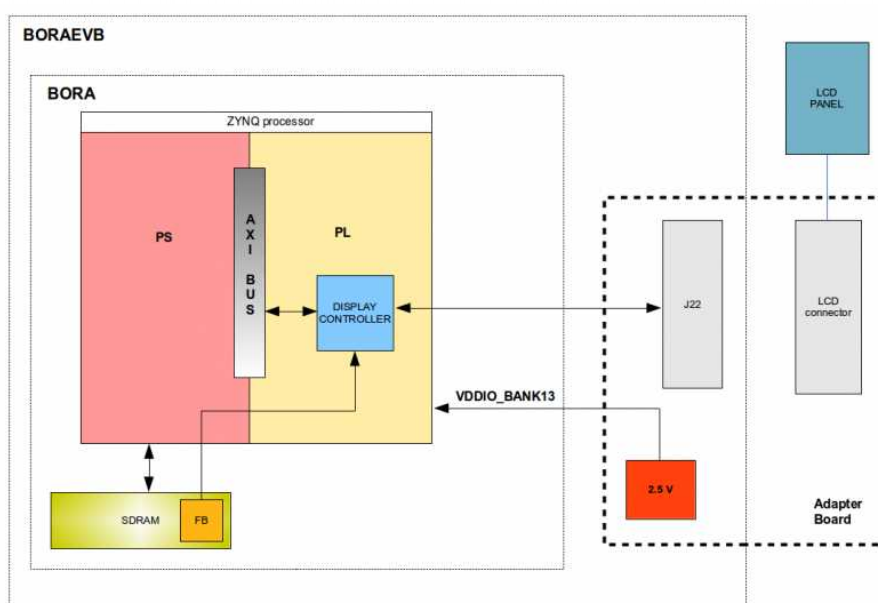 BORAEVB
BORA
ZYNQ processor
PS
A
X
I
B
U
S
PL
DISPLAY
CONTROLLER
SDRAM
FB
VDDIO_BANK13
J22
2.5 V
LCD
PANEL
LCD
connector
Adapter
Board